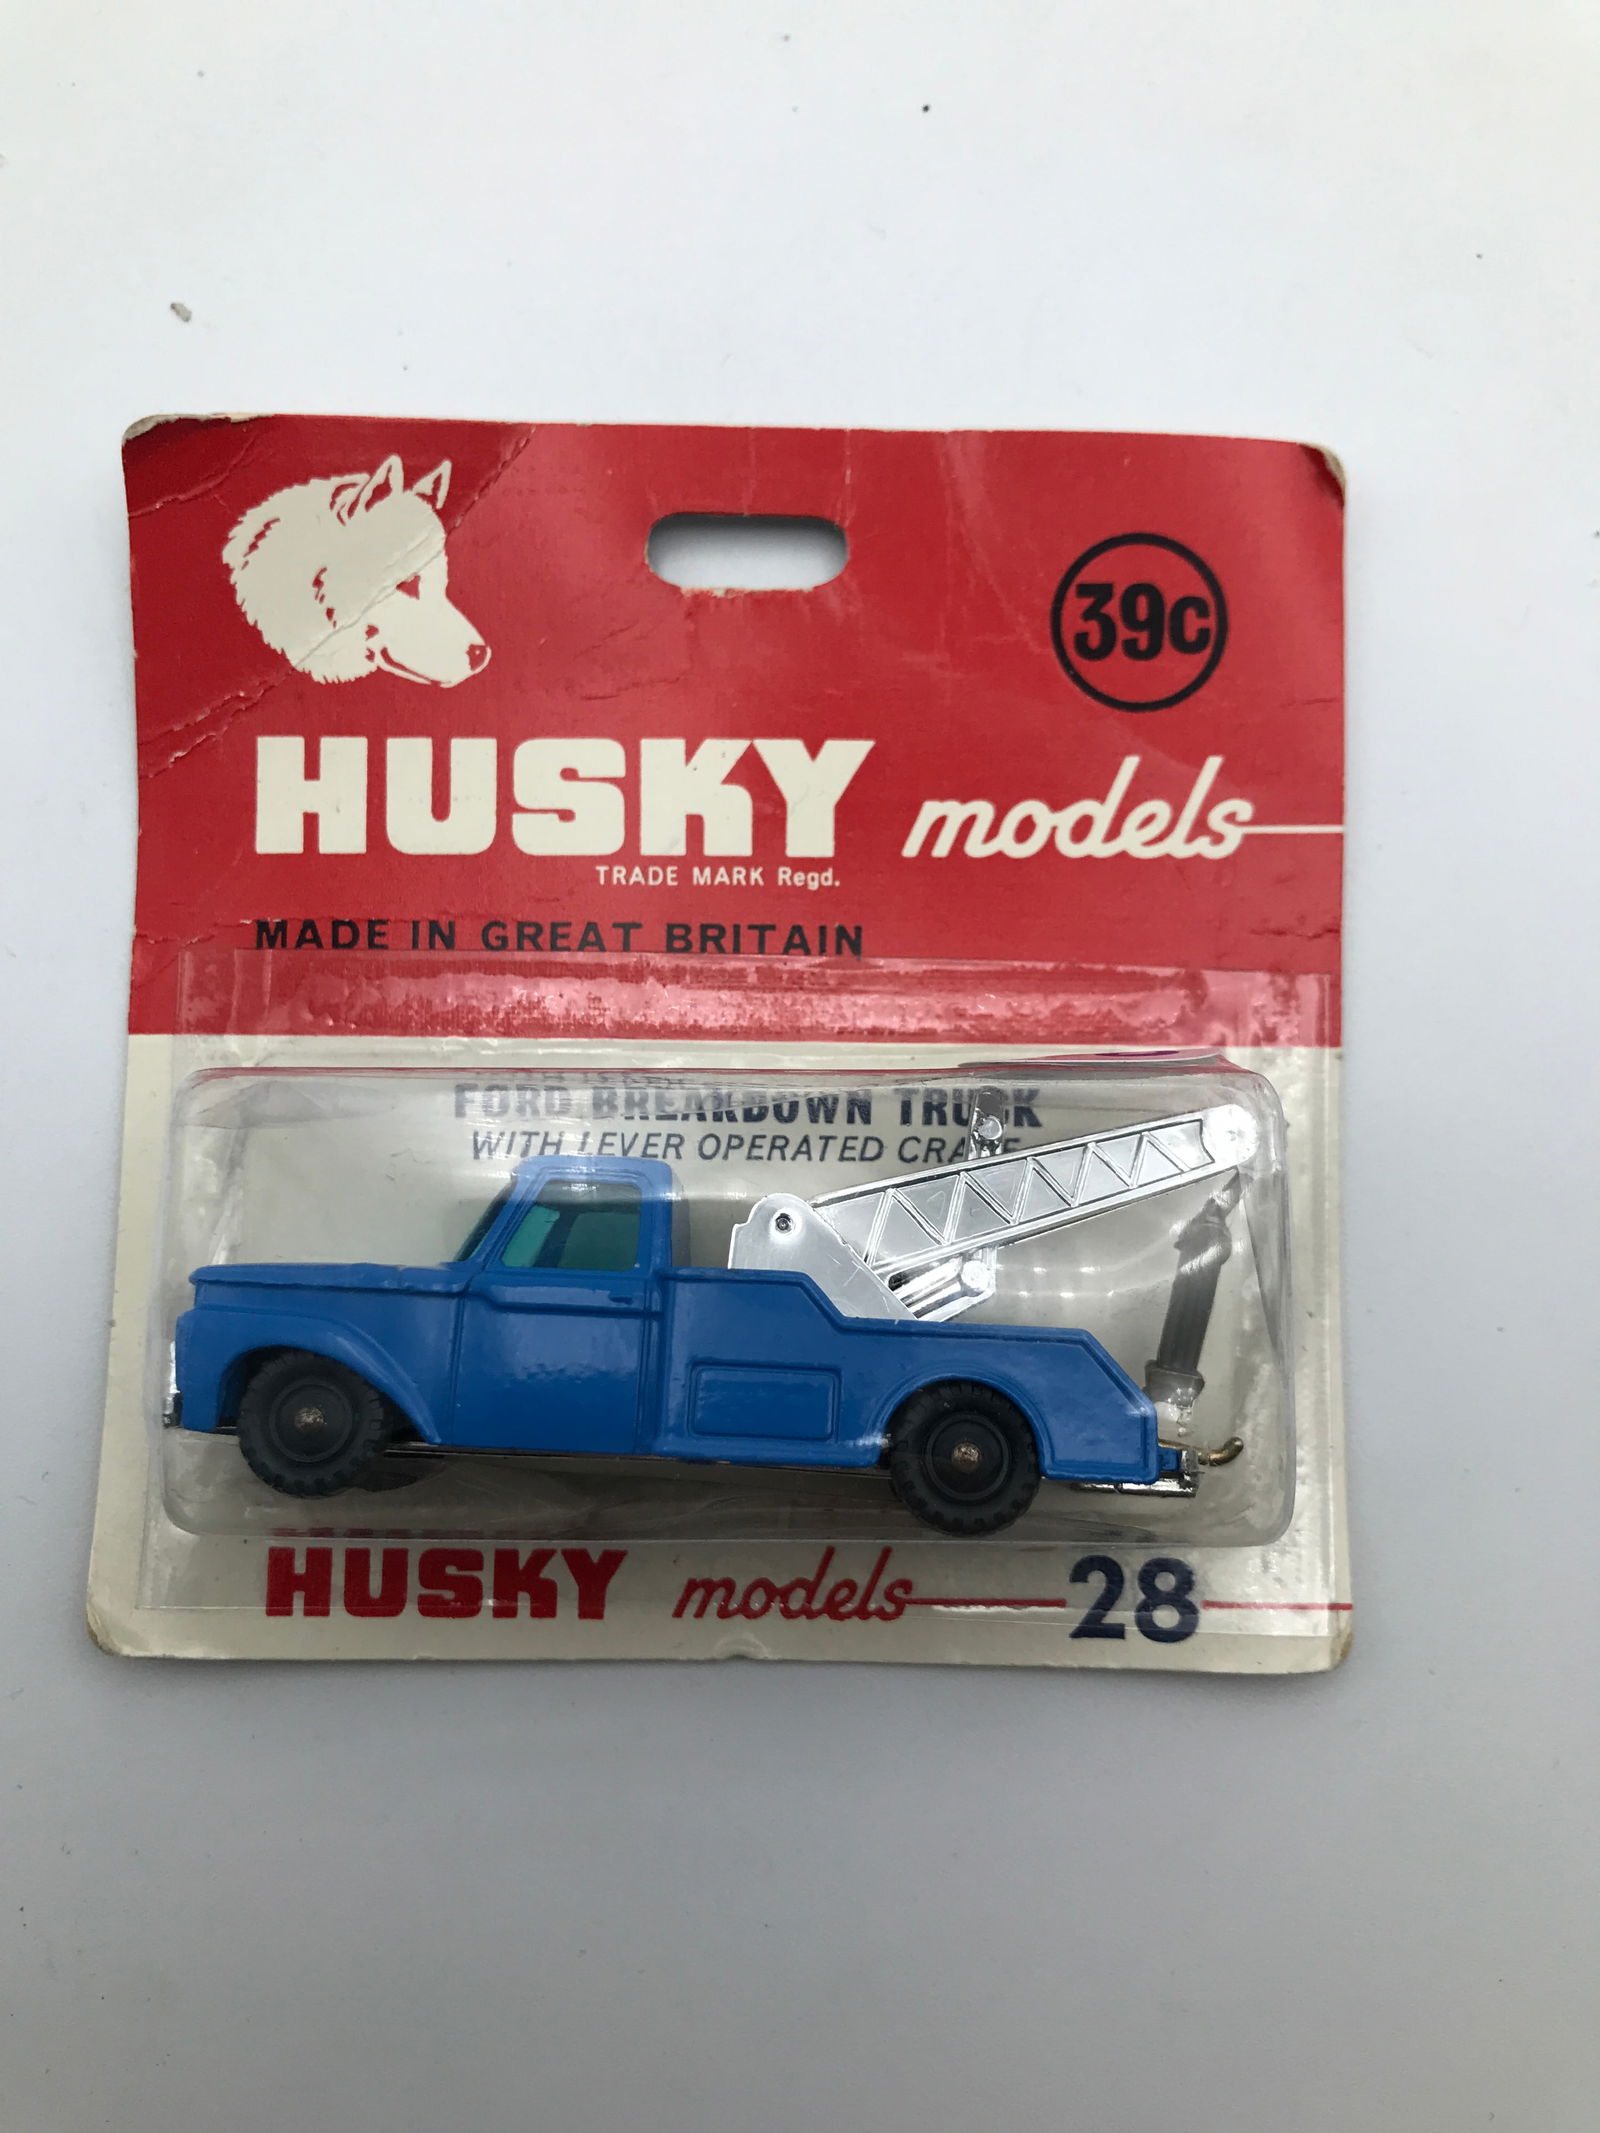 39c
HUSKY models
TRADE MARK Regd.
MADE IN GREAT BRITAIN
FORD BREAKDOWN TRUCK
WITH LEVER OPERATED CRANE
HUSKY models 28